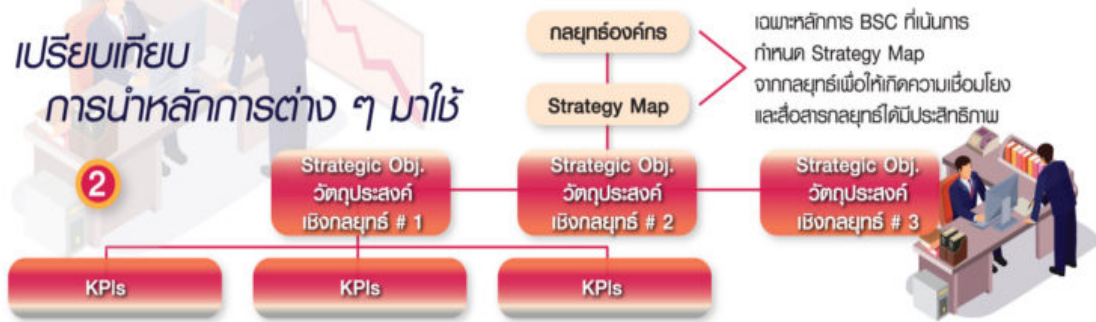 เปรียบเทียบ
การนำหลักการต่าง ๆ มาใช้
2
กลยุทธ์องค์กร
Strategy Map
เฉพาะหลักการ BSC ที่เน้นการ
กำหนด Strategy Map
จากกลยุทธ์เพื่อให้เกิดความเชื่อมโยง
และสื่อสารกลยุทธ์ได้มีประสิทธิภาพ
Strategic Obj.
วัตถุประสงค์
เชิงกลยุทธ์ # 1
Strategic Obj.
วัตถุประสงค์
เชิงกลยุทธ์ # 2
Strategic Obj.
วัตถุประสงค์
เชิงกลยุทธ์ # 3
KPIs
KPIs
KPIs